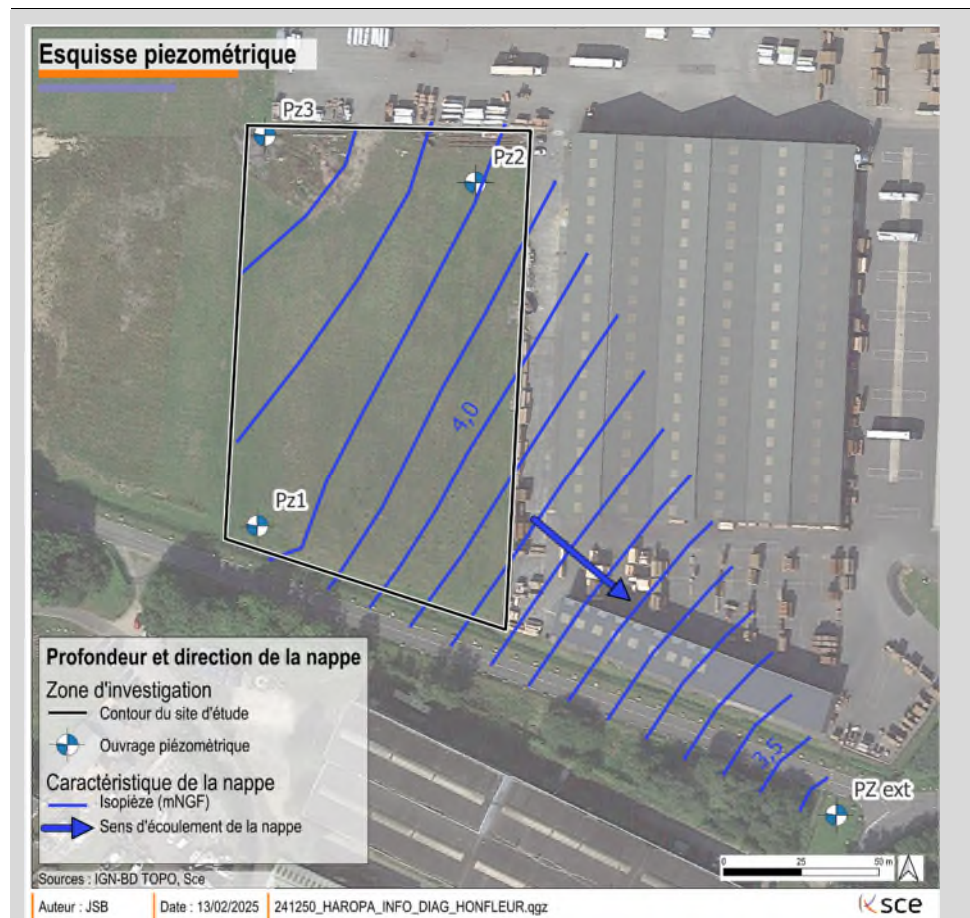 Esquisse piezométrique
Pz3
Pz2
4,0
Pz1
3,5
PZ ext
Profondeur et direction de la nappe
Zone d'investigation
Contour du site d'étude
Ouvrage piézométrique
Caractéristique de la nappe
Isopièze (mNGF)
Sens d'écoulement de la nappe
0 25 50 m
Sources : IGN-BD TOPO, Sce
Auteur : JSB Date : 13/02/2025 241250_HAROPA_INFO_DIAG_HONFLEUR.qgz sce